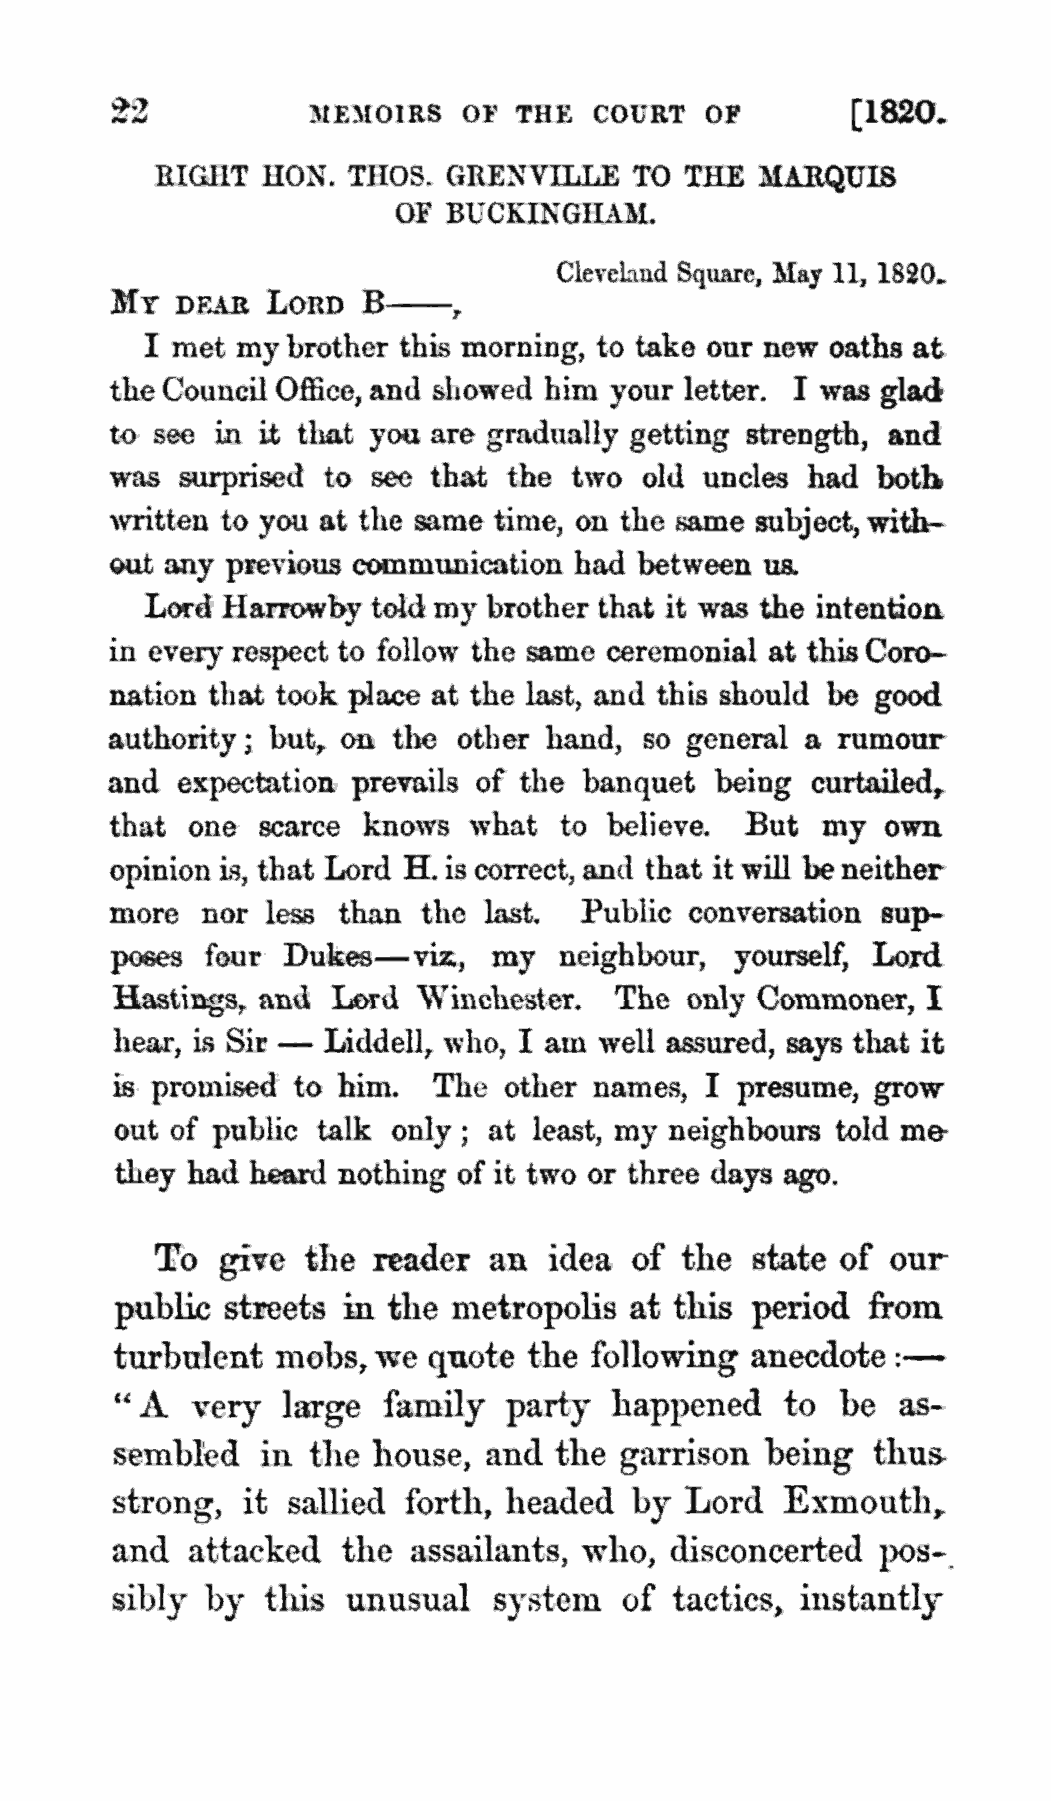 22 MEMOIRS OF THE COURT OF [1820.
RIGHT HON. THOS. GRENVILLE TO THE MARQUIS
OF BUCKINGHAM.
Cleveland Square, May 11, 1820.
MY DEAR LORD B——,
I met my brother this morning, to take our new oaths at
the Council Office, and showed him your letter. I was glad
to see in it that you are gradually getting strength, and
was surprised to see that the two old uncles had both
written to you at the same time, on the same subject, with-
out any previous communication had between us.
Lord Harrowby told my brother that it was the intention
in every respect to follow the same ceremonial at this Coro-
nation that took place at the last, and this should be good
authority; but, on the other hand, so general a rumour
and expectation prevails of the banquet being curtailed,
that one scarce knows what to believe. But my own
opinion is, that Lord H. is correct, and that it will be neither
more nor less than the last. Public conversation sup-
poses four Dukes—viz, my neighbour, yourself, Lord
Hastings, and Lord Winchester. The only Commoner, I
hear, is Sir — Liddell, who, I am well assured, says that it
is promised to him. The other names, I presume, grow
out of public talk only; at least, my neighbours told me
they had heard nothing of it two or three days ago.
To give the reader an idea of the state of our
public streets in the metropolis at this period from
turbulent mobs, we quote the following anecdote:—
"A very large family party happened to be as-
sembled in the house, and the garrison being thus
strong, it sallied forth, headed by Lord Exmouth,
and attacked the assailants, who, disconcerted pos-
sibly by this unusual system of tactics, instantly